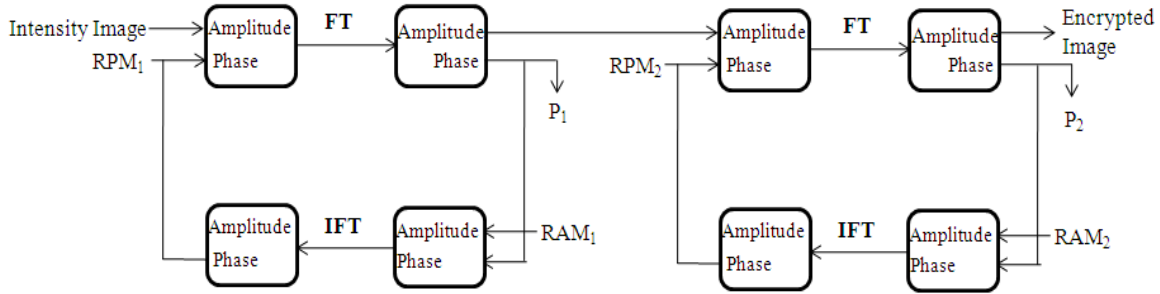 Intensity Image
RPM1
Amplitude
Phase
FT
Amplitude
Phase
P1
RPM2
Amplitude
Phase
FT
Amplitude
Phase
Encrypted
Image
P2
Amplitude
Phase
IFT
Amplitude
Phase
RAM1
Amplitude
Phase
IFT
Amplitude
Phase
RAM2